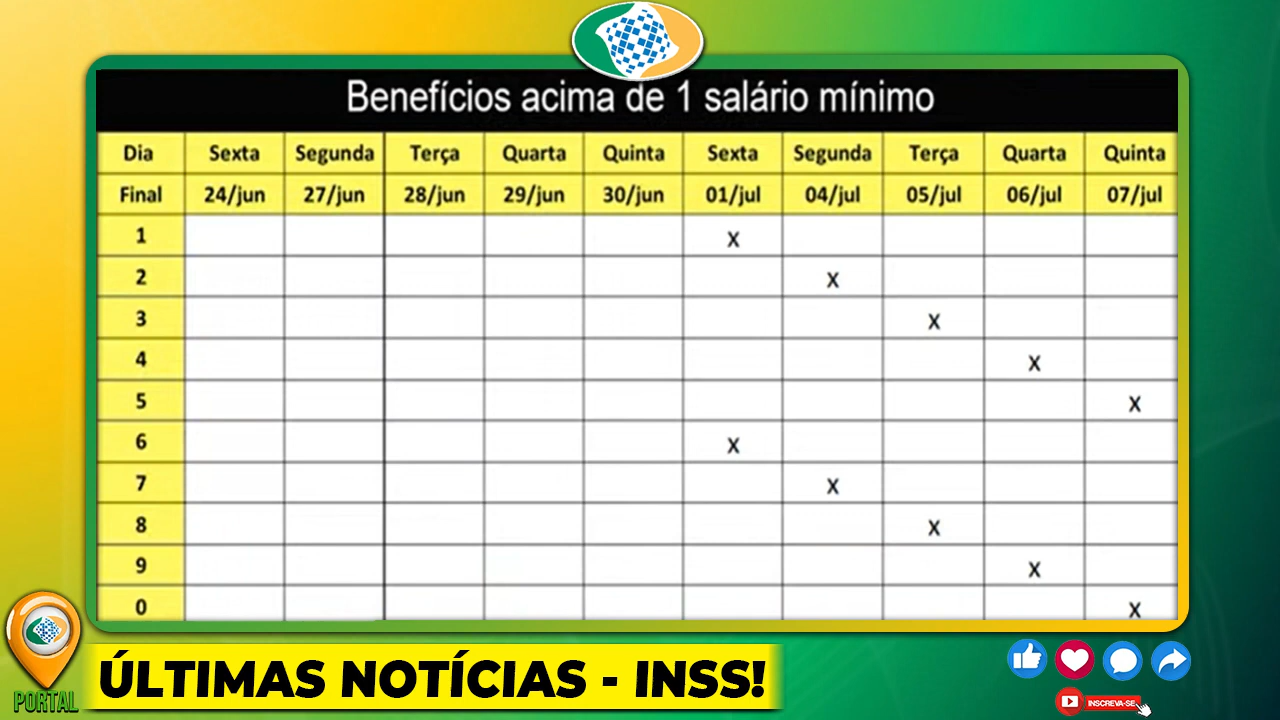 Benefícios acima de 1 salário mínimo
Dia Sexta Segunda Terça Quarta Quinta Sexta Segunda Terça Quarta Quinta
Final 24/jun 27/jun 28/jun 29/jun 30/jun 01/jul 04/jul 05/jul 06/jul 07/jul
1 X
2 X
3 X
4 X
5 X
6 X
7 X
8 X
9 X
0 X
PORTAL
ÚLTIMAS NOTÍCIAS - INSS!
INSCREVA-SE